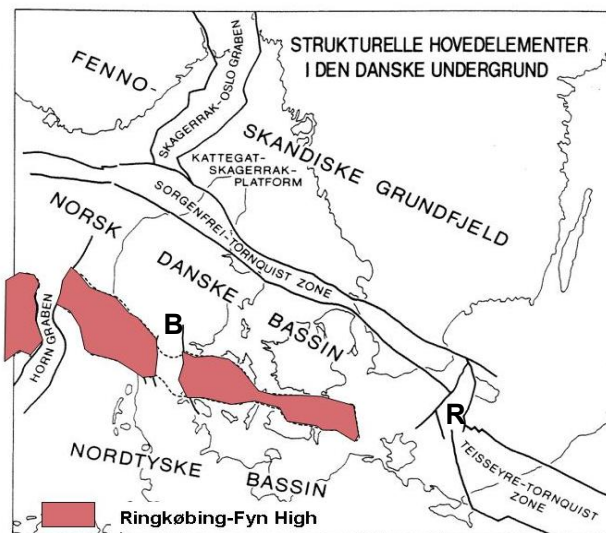 STRUKTURELLE HOVEDELEMENTER
I DEN DANSKE UNDERGRUND
FENNO-
SKAGERRAK-OSLO GRABEN
SKANDISKE GRUNDFJELD
KATTEGAT-
SKAGERRAK-
PLATFORM
SORGENFREI-TORNQUIST ZONE
NORSK
DANSKE
BASSIN
B
HORN GRABEN
R
NORDTYSKE
BASSIN
TEISSEYRE-TORNQUIST
ZONE
Ringkøbing-Fyn High